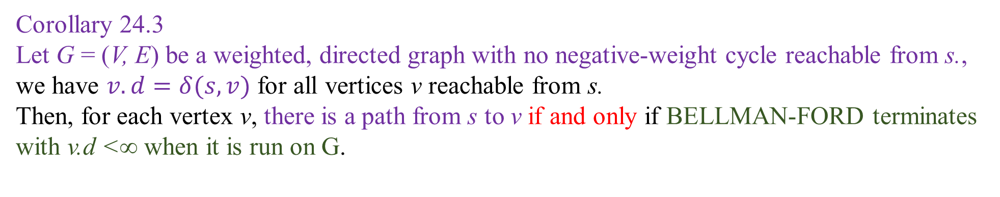 Corollary 24.3
Let G = (V, E) be a weighted, directed graph with no negative-weight cycle reachable from s.,
we have v.d = δ(s, v) for all vertices v reachable from s.
Then, for each vertex v, there is a path from s to v if and only if BELLMAN-FORD terminates
with v.d <∞ when it is run on G.